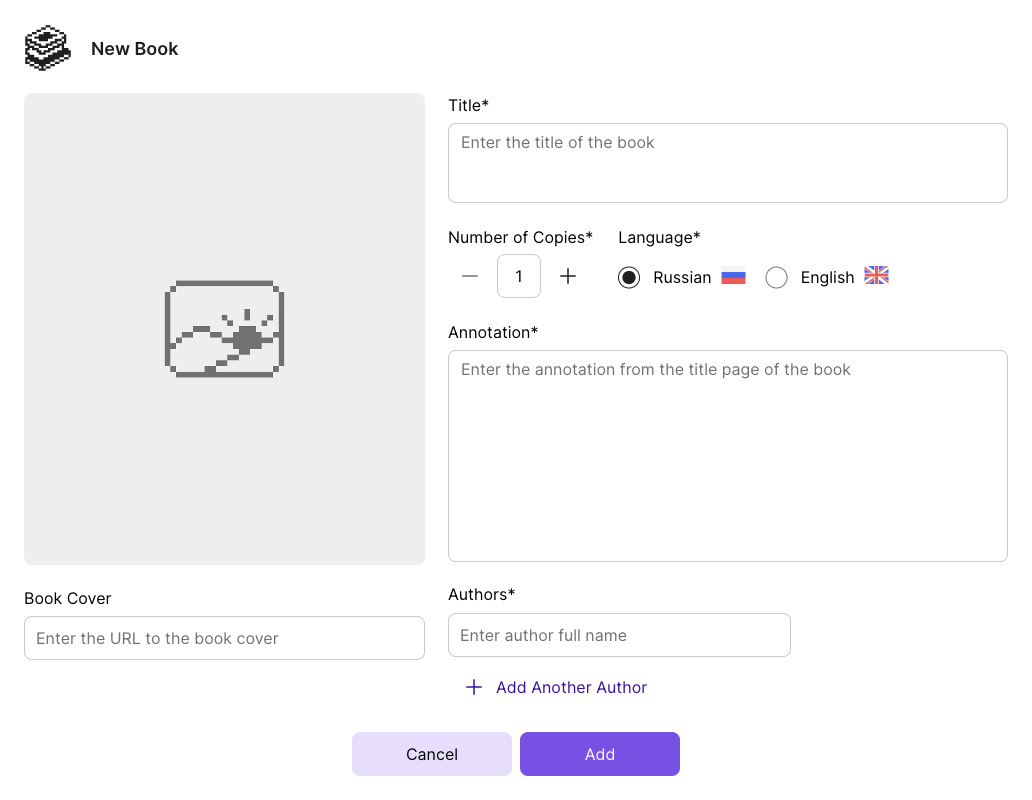 New Book
Title*
Enter the title of the book
Number of Copies*
Language*
1
Russian
English
Annotation*
Enter the annotation from the title page of the book
Book Cover
Enter the URL to the book cover
Authors*
Enter author full name
Add Another Author
Cancel
Add